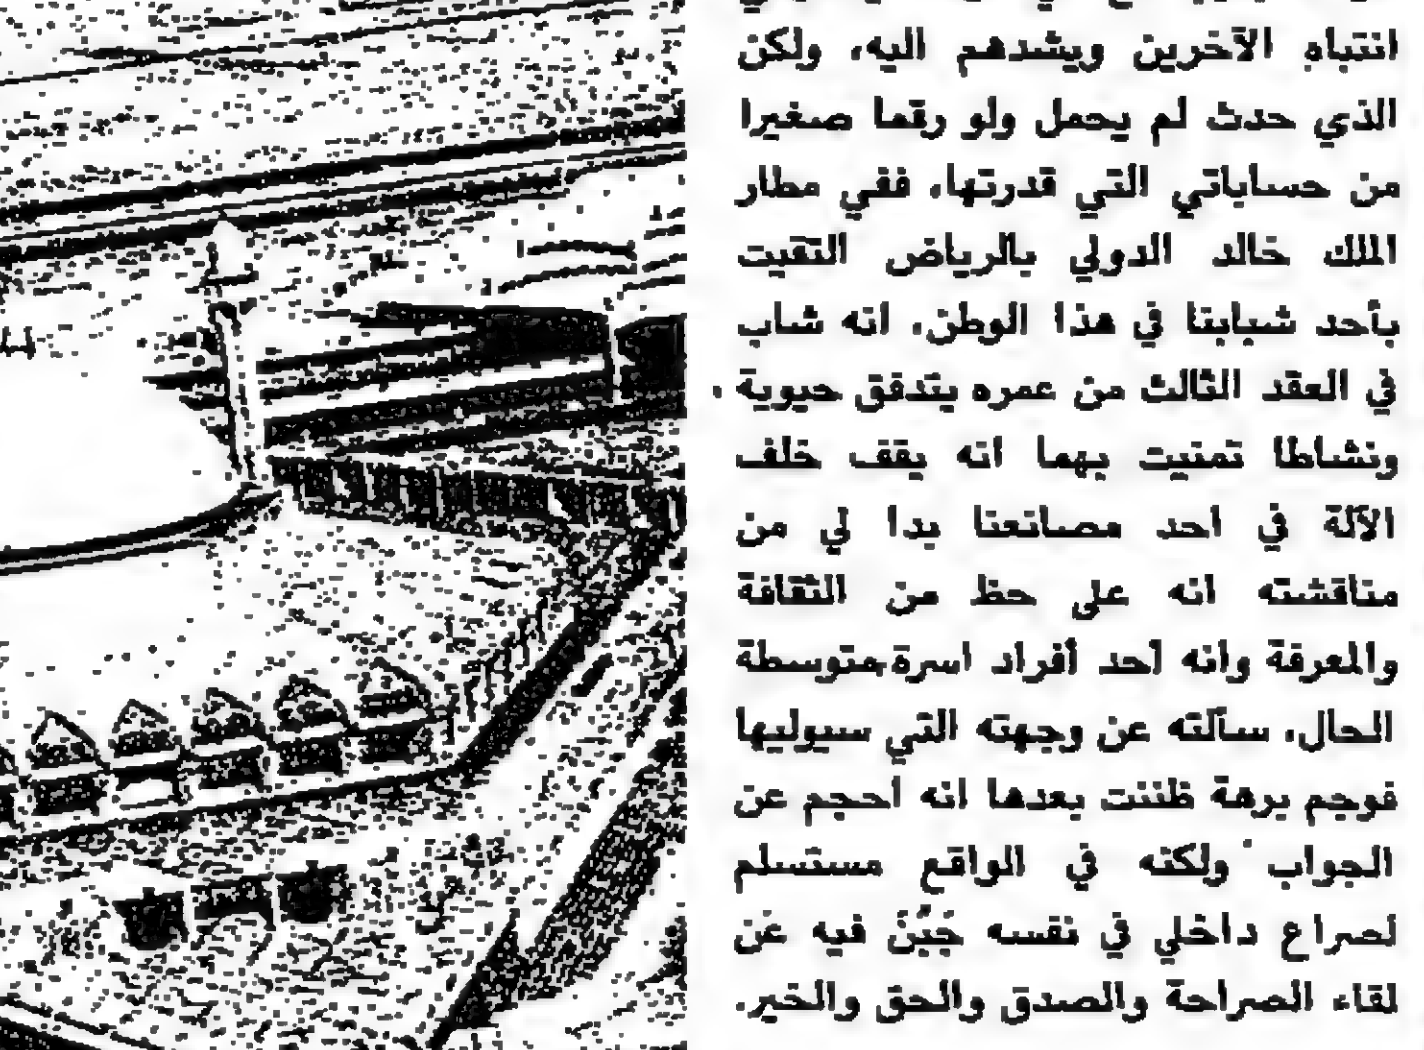 انتباه الآخرين ويشدهم اليه، ولكن
الذي حدث لم يحمل ولو رقما صغيرا
من حساباتي التي قدرتها، ففي مطار
الملك خالد الدولي بالرياض التقيت
بأحد شبابنا في هذا الوطن، انه شاب
في العقد الثالث من عمره يتدفق حيوية
ونشاطا تمنيت بهما انه يقف خلف
الآلة في احد مصانعنا بدا لي من
مناقشته انه على حظ من الثقافة
والمعرفة وانه أحد أفراد اسرة متوسطة
الحال، سألته عن وجهته التي سيوليها
فوجم برهة ظننت بعدها انه احجم عن
الجواب ولكنه في الواقع مستسلم
لصراع داخلي في نفسه جَبُنَ فيه عن
لقاء الصراحة والصدق والحق والخير.